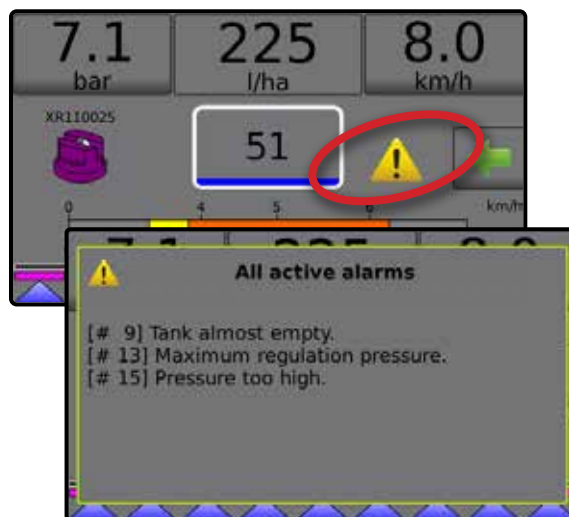 7.1
225
8.0
bar
l/ha
km/h
XR110025
51
0
4
5
6
km/h
All active alarms
[# 9] Tank almost empty.
[# 13] Maximum regulation pressure.
[# 15] Pressure too high.